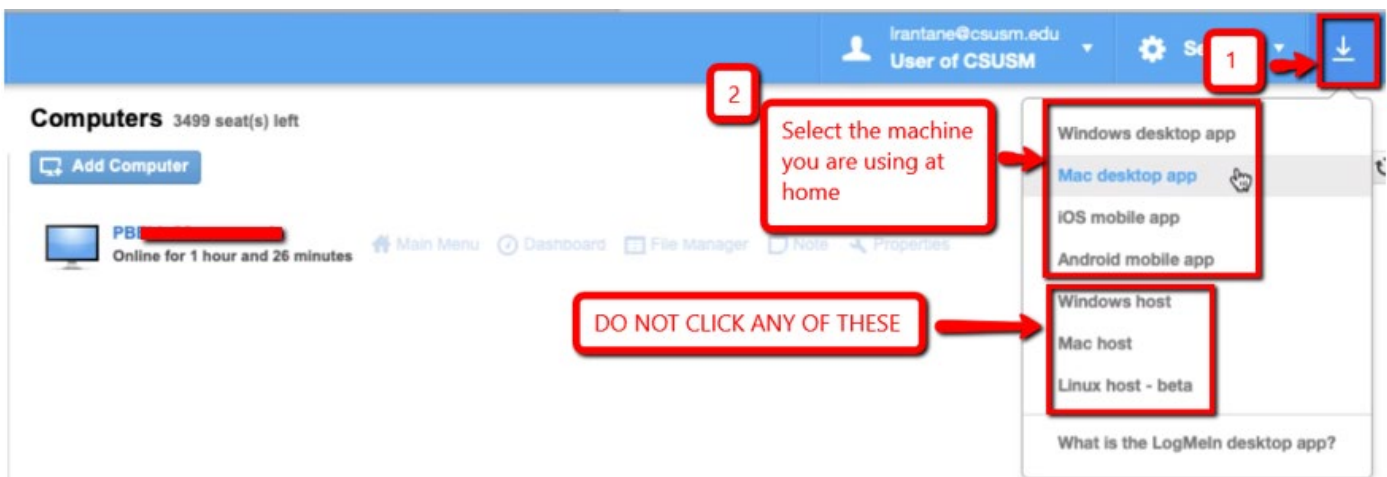 lrantane@csusm.edu
User of CSUSM
1
2
Computers 3499 seat(s) left
Add Computer
Select the machine
you are using at
home
Windows desktop app
Mac desktop app
iOS mobile app
Android mobile app
Online for 1 hour and 26 minutes
Main Menu
Dashboard
File Manager
Note
Properties
DO NOT CLICK ANY OF THESE
Windows host
Mac host
Linux host - beta
What is the LogMeIn desktop app?